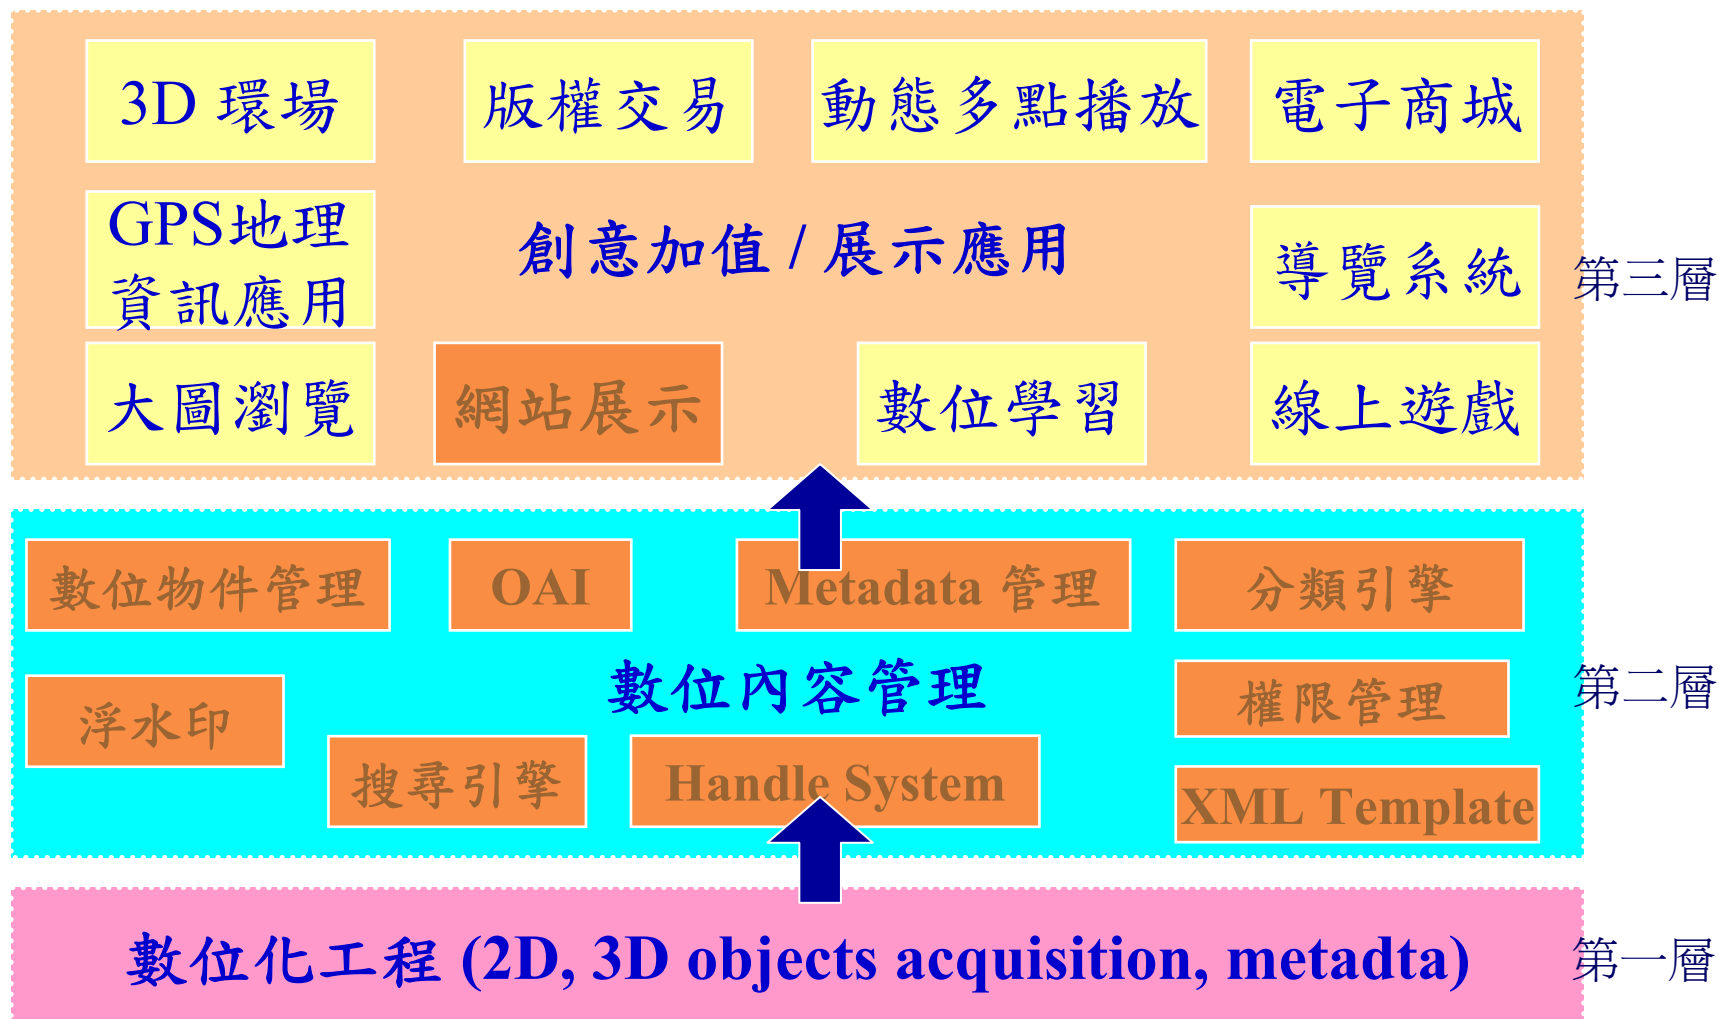 3D 環場
版權交易
動態多點播放
電子商城
GPS地理
資訊應用
創意加值 / 展示應用
導覽系統
第三層
大圖瀏覽
網站展示
數位學習
線上遊戲
數位物件管理
OAI
Metadata 管理
分類引擎
數位內容管理
第二層
浮水印
權限管理
搜尋引擎
Handle System
XML Template
數位化工程 (2D, 3D objects acquisition, metadta)
第一層